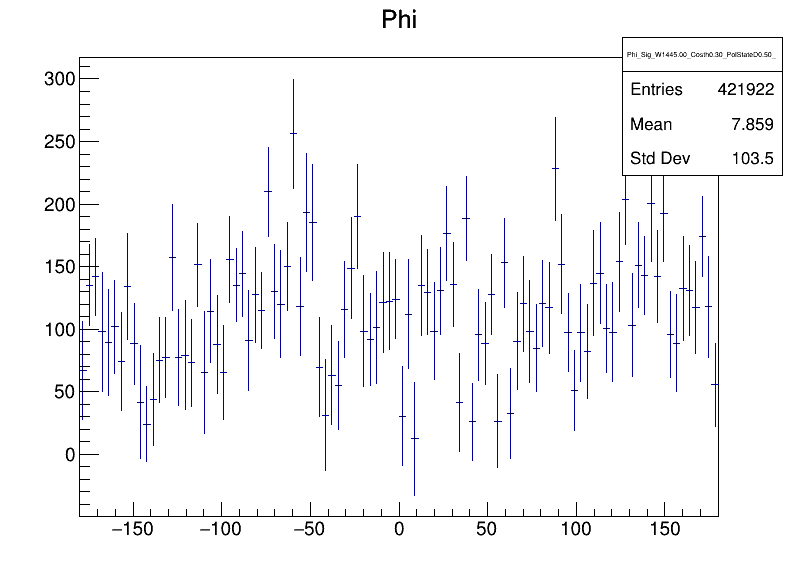 Phi
Phi_Sig_W1445.00_Costh0.30_PolStateD0.50_
Entries 421922
Mean 7.859
Std Dev 103.5
300
250
200
150
100
50
0
−150 −100 −50 0 50 100 150